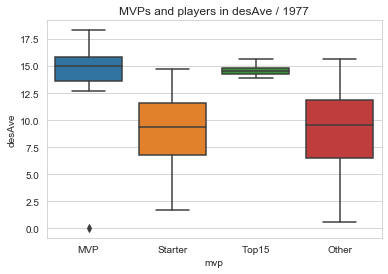 MVPs and players in desAve / 1977
desAve
17.5
15.0
12.5
10.0
7.5
5.0
2.5
0.0
MVP Starter Top15 Other
mvp